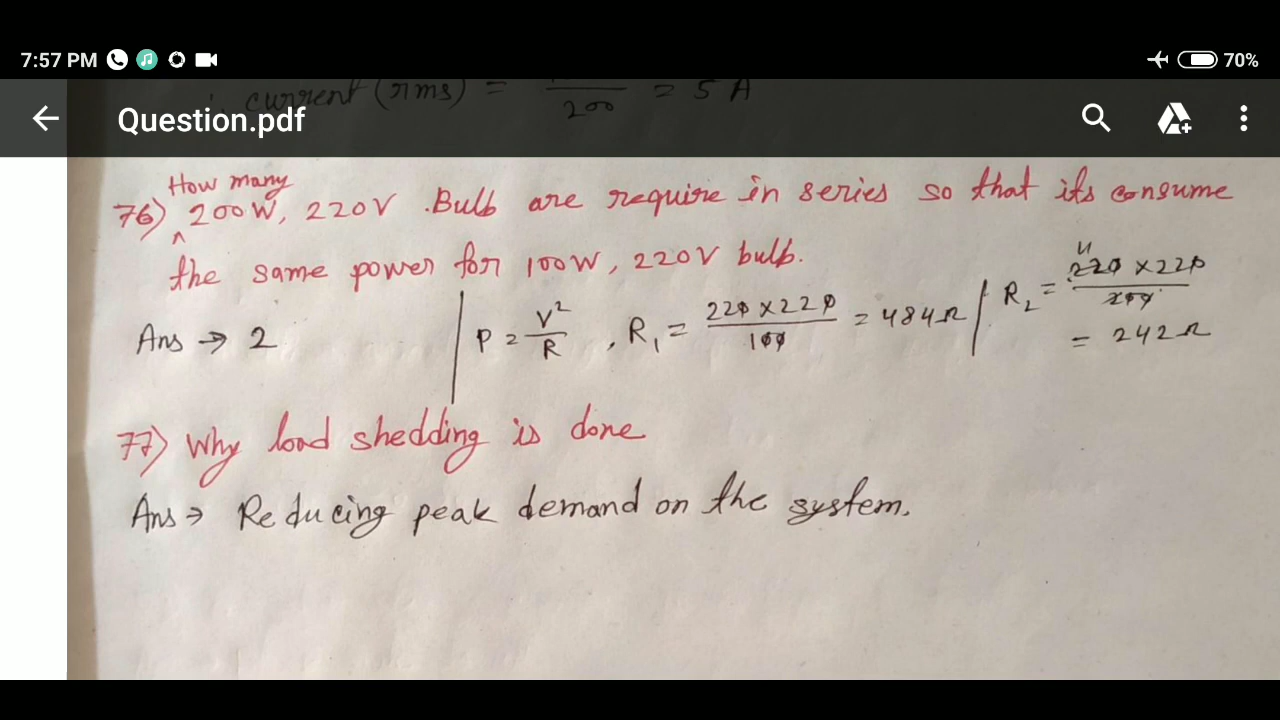 7:57 PM 70%
current (rms) = /200 = 5 A
Question.pdf
How many
76) 200W, 220V .Bulb are require in series so that its consume
the same power for 100W, 220V bulb.
Ans → 2 | P = V²/R , R₁ = 220 x 220 / 100 = 484Ω / R₂ = 220 x 220 / 200
= 242Ω
77) Why load shedding is done
Ans → Reducing peak demand on the system.